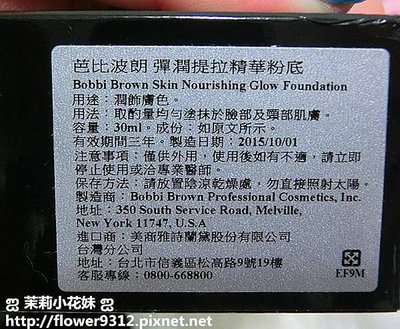 芭比波朗 彈潤提拉精華粉底
Bobbi Brown Skin Nourishing Glow Foundation
用途：潤飾膚色。
用法：取酌量均勻塗抹於臉部及頸部肌膚。
容量：30ml。成份：如原文所示。
有效期間三年。製造日期：2015/10/01
注意事項：僅供外用，使用後如有不適，請立即
停止使用或洽專業醫師。
保存方法：請放置陰涼乾燥處，勿直接照射太陽。
製造商：Bobbi Brown Professional Cosmetics, Inc.
地址：350 South Service Road, Melville,
New York 11747, U.S.A
進口商：美商雅詩蘭黛股份有限公司
台灣分公司
地址：台北市信義區松高路9號19樓
客服專線：0800-668800
EF9M
ஐ 茉莉小花妹 ஐ
http://flower9312.pixnet.net